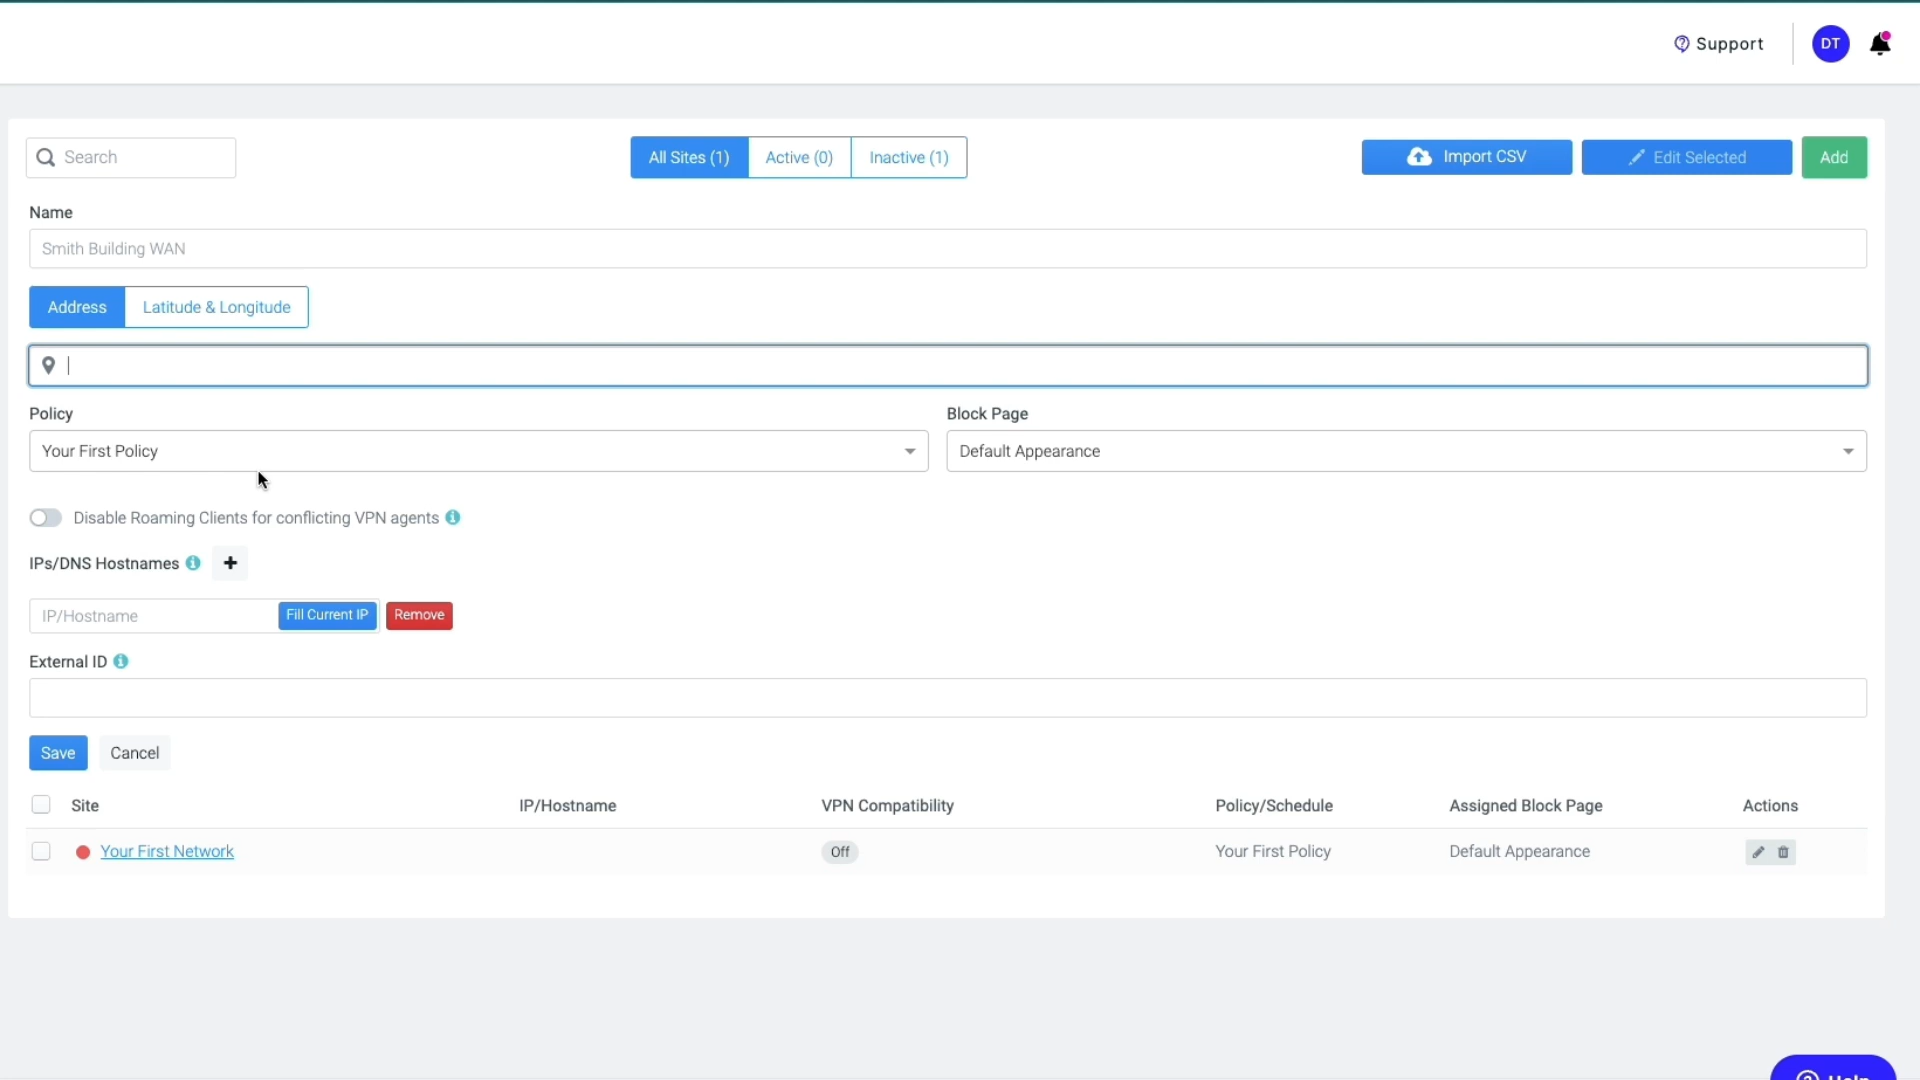 Support
DT
Search
All Sites (1) Active (0) Inactive (1)
Import CSV Edit Selected Add
Name
Smith Building WAN
Address Latitude & Longitude
Policy Block Page
Your First Policy Default Appearance
Disable Roaming Clients for conflicting VPN agents
IPs/DNS Hostnames
IP/Hostname Fill Current IP Remove
External ID
Save Cancel
Site IP/Hostname VPN Compatibility Policy/Schedule Assigned Block Page Actions
Your First Network Off Your First Policy Default Appearance
Help